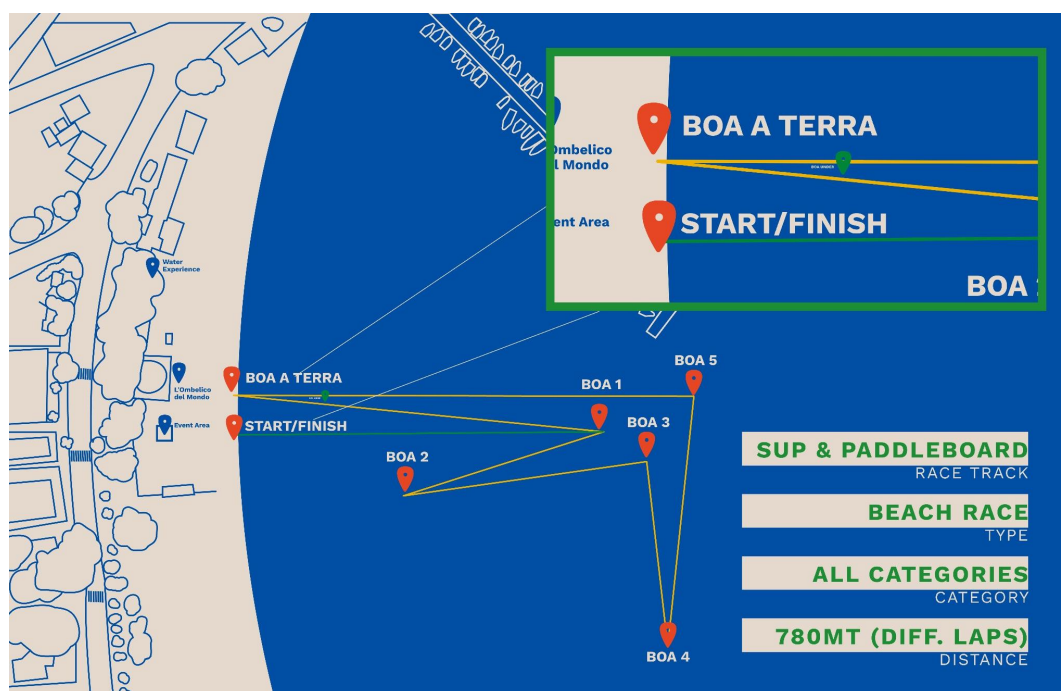 BOA A TERRA
Ombelico
l Mondo
START/FINISH
ent Area
BOA
Water
Experience
BOA 5
BOA A TERRA
BOA 1
L'Ombelico
del Mondo
START/FINISH
BOA 3
Event Area
BOA 2
SUP & PADDLEBOARD
RACE TRACK
BEACH RACE
TYPE
ALL CATEGORIES
CATEGORY
780MT (DIFF. LAPS)
DISTANCE
BOA 4